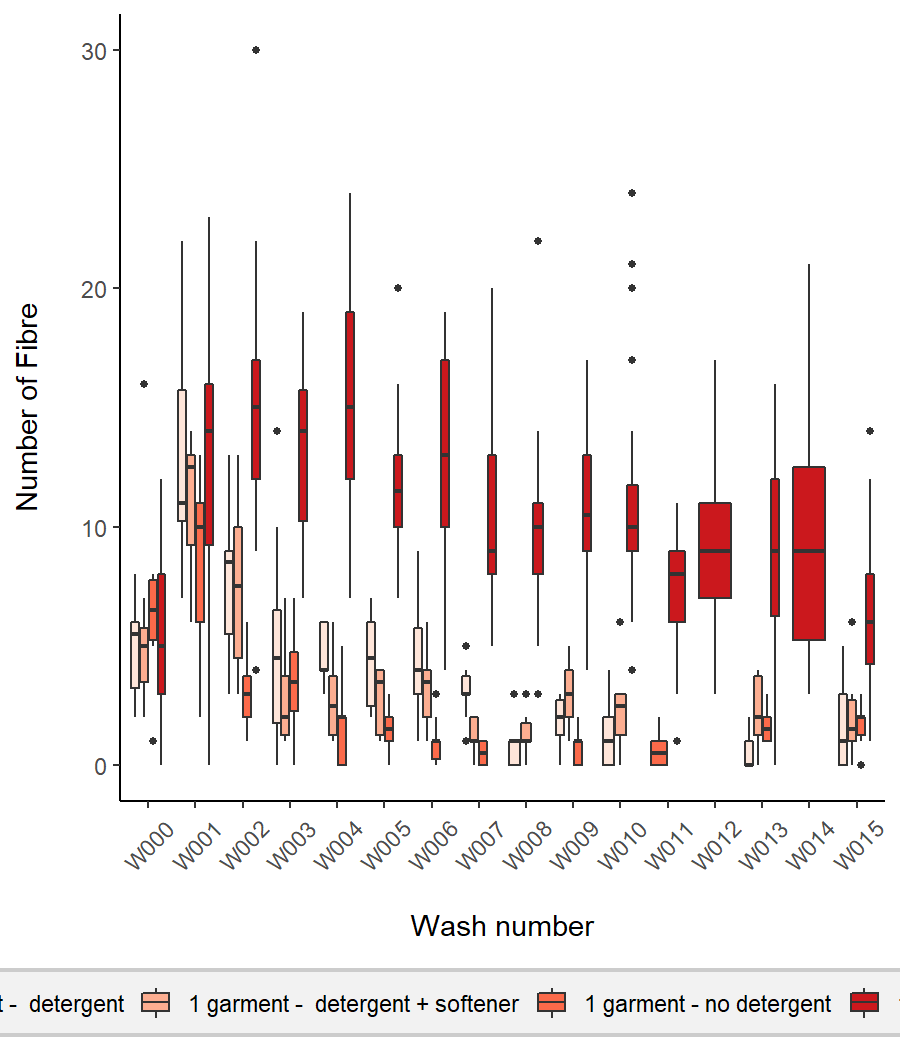 30
20
10
0
Number of Fibre
W000 W001 W002 W003 W004 W005 W006 W007 W008 W009 W010 W011 W012 W013 W014 W015
Wash number
t - detergent 1 garment - detergent + softener 1 garment - no detergent